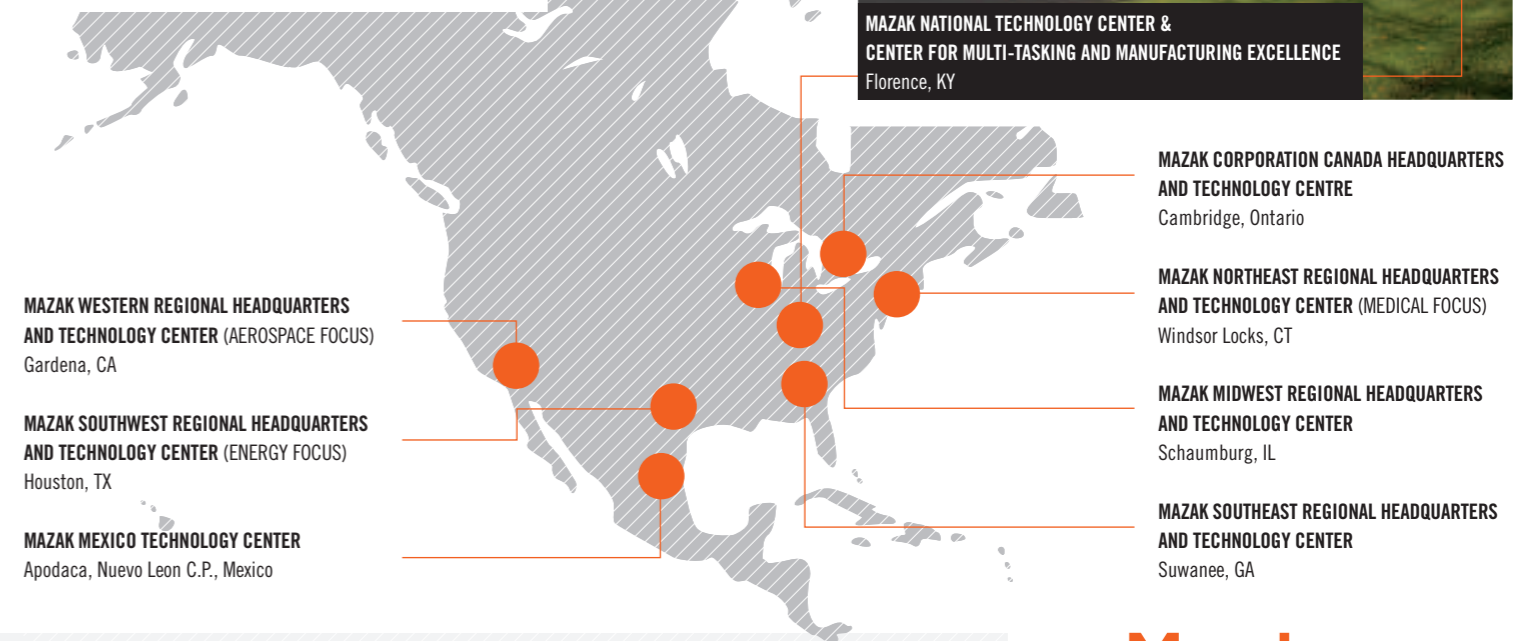 MAZAK NATIONAL TECHNOLOGY CENTER &
CENTER FOR MULTI-TASKING AND MANUFACTURING EXCELLENCE
Florence, KY
MAZAK CORPORATION CANADA HEADQUARTERS
AND TECHNOLOGY CENTRE
Cambridge, Ontario
MAZAK NORTHEAST REGIONAL HEADQUARTERS
AND TECHNOLOGY CENTER (MEDICAL FOCUS)
Windsor Locks, CT
MAZAK MIDWEST REGIONAL HEADQUARTERS
AND TECHNOLOGY CENTER
Schaumburg, IL
MAZAK SOUTHEAST REGIONAL HEADQUARTERS
AND TECHNOLOGY CENTER
Suwanee, GA
MAZAK WESTERN REGIONAL HEADQUARTERS
AND TECHNOLOGY CENTER (AEROSPACE FOCUS)
Gardena, CA
MAZAK SOUTHWEST REGIONAL HEADQUARTERS
AND TECHNOLOGY CENTER (ENERGY FOCUS)
Houston, TX
MAZAK MEXICO TECHNOLOGY CENTER
Apodaca, Nuevo Leon C.P., Mexico